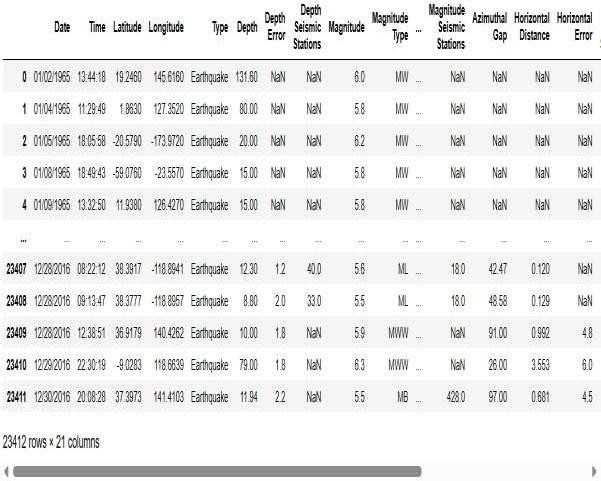 Date Time Latitude Longitude Type Depth Depth Error Depth Seismic Stations Magnitude Magnitude Type ... Magnitude Seismic Stations Azimuthal Gap Horizontal Distance Horizontal Error
0 01/02/1965 13:44:18 19.2460 145.6160 Earthquake 131.60 NaN NaN 6.0 MW ... NaN NaN NaN NaN
1 01/04/1965 11:29:49 1.8630 127.3520 Earthquake 80.00 NaN NaN 5.8 MW ... NaN NaN NaN NaN
2 01/05/1965 18:05:58 -20.5790 -173.9720 Earthquake 20.00 NaN NaN 6.2 MW ... NaN NaN NaN NaN
3 01/08/1965 18:49:43 -59.0760 -23.5570 Earthquake 15.00 NaN NaN 5.8 MW ... NaN NaN NaN NaN
4 01/09/1965 13:32:50 11.9380 126.4270 Earthquake 15.00 NaN NaN 5.8 MW ... NaN NaN NaN NaN
... ... ... ... ... ... ... ... ... ... ... ... ... ... ... ...
23407 12/28/2016 08:22:12 38.3917 -118.8941 Earthquake 12.30 1.2 40.0 5.6 ML ... 18.0 42.47 0.120 NaN
23408 12/28/2016 09:13:47 38.3777 -118.8957 Earthquake 8.80 2.0 33.0 5.5 ML ... 18.0 48.58 0.129 NaN
23409 12/28/2016 12:38:51 36.9179 140.4262 Earthquake 10.00 1.8 NaN 5.9 MWW ... NaN 91.00 0.992 4.8
23410 12/29/2016 22:30:19 -9.0283 118.6639 Earthquake 79.00 1.8 NaN 6.3 MWW ... NaN 26.00 3.553 6.0
23411 12/30/2016 20:08:28 37.3973 141.4103 Earthquake 11.94 2.2 NaN 5.5 MB ... 428.0 97.00 0.681 4.5
23412 rows × 21 columns